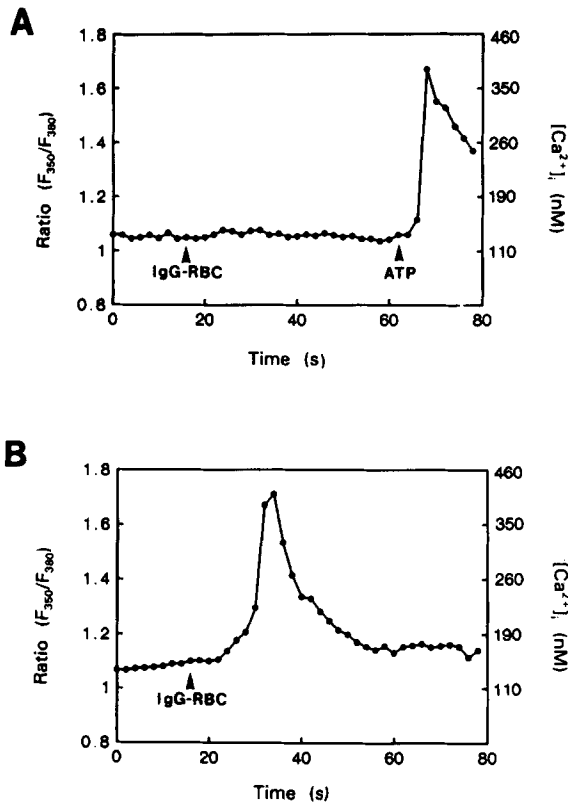 A
1.8
1.6
1.4
1.2
1
0.8
Ratio (F350/F380)
460
350
260
190
110
[Ca2+]i (nM)
IgG-RBC
ATP
0
20
40
60
80
Time (s)
B
1.8
1.6
1.4
1.2
1
0.8
Ratio (F350/F380)
460
350
260
190
110
[Ca2+]i (nM)
IgG-RBC
0
20
40
60
80
Time (s)